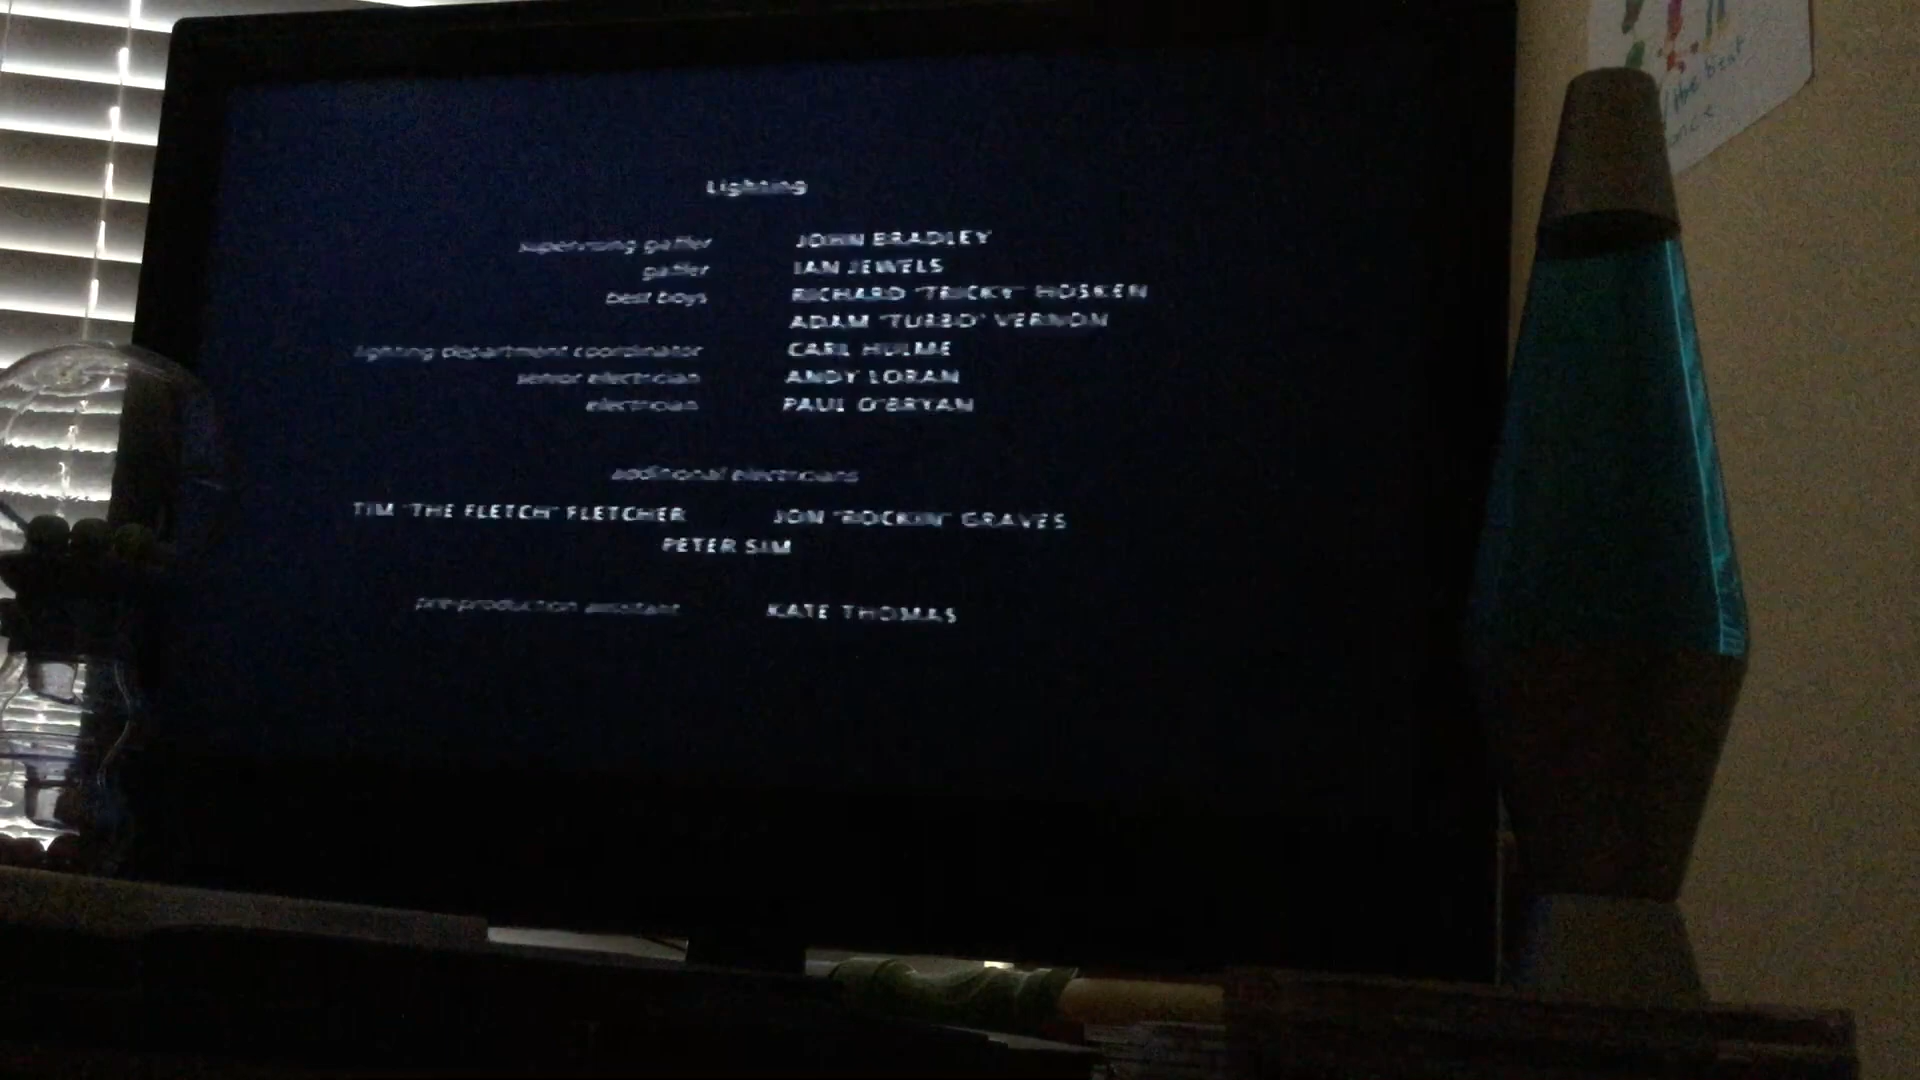 Lighting
supervising gaffer JOHN BRADLEY
gaffer IAN JEWELS
best boys RICHARD "TRICKY" HOSKEN
ADAM "TURBO" VERNON
lighting department coordinator CARL HULME
senior electrician ANDY LORAN
electrician PAUL O'BRYAN
additional electricians
TIM "THE FLETCH" FLETCHER JON "ROCKIN" GRAVES
PETER SIM
pre-production assistant KATE THOMAS
the best